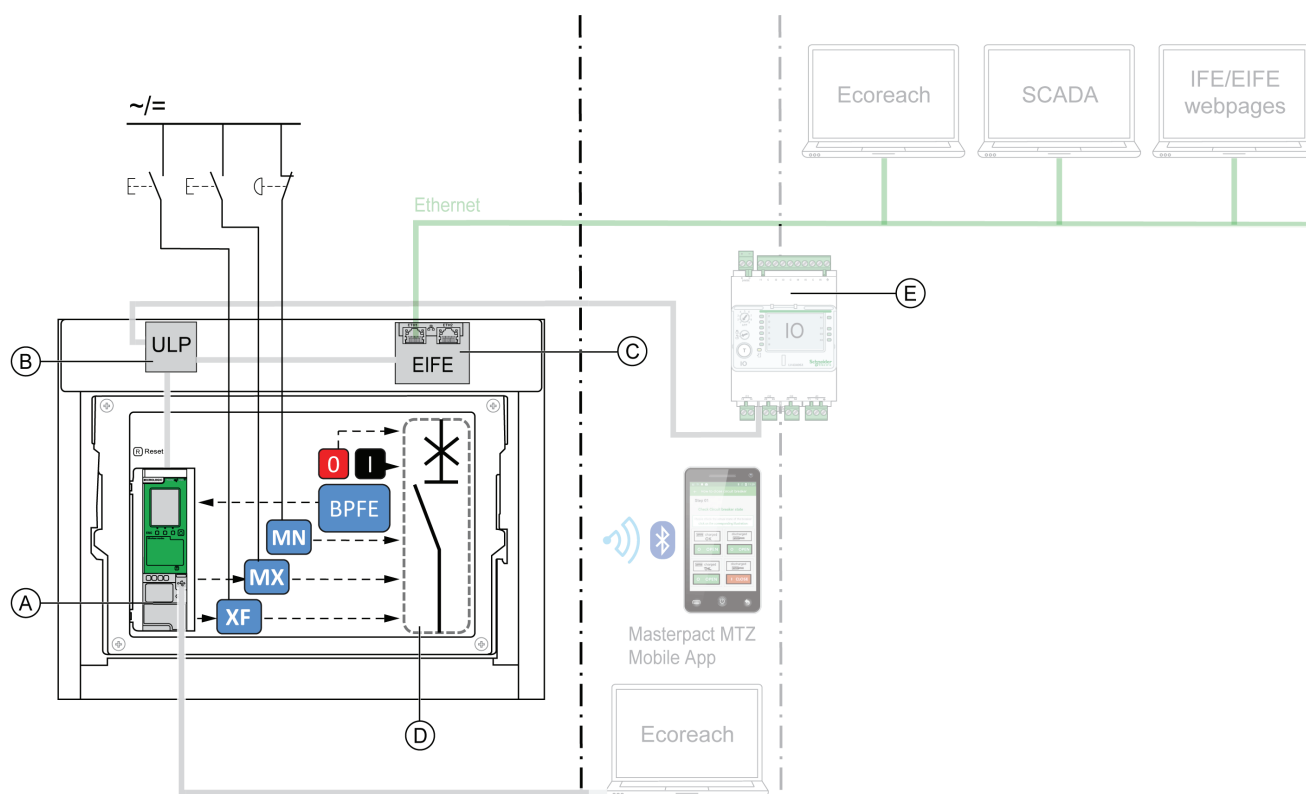 ~/=
Ecoreach
SCADA
IFE/EIFE
webpages
Ethernet
E
IO
IO
B
ULP
EIFE
C
R Reset
0
I
BPFE
MN
MX
XF
A
D
Masterpact MTZ
Mobile App
Ecoreach